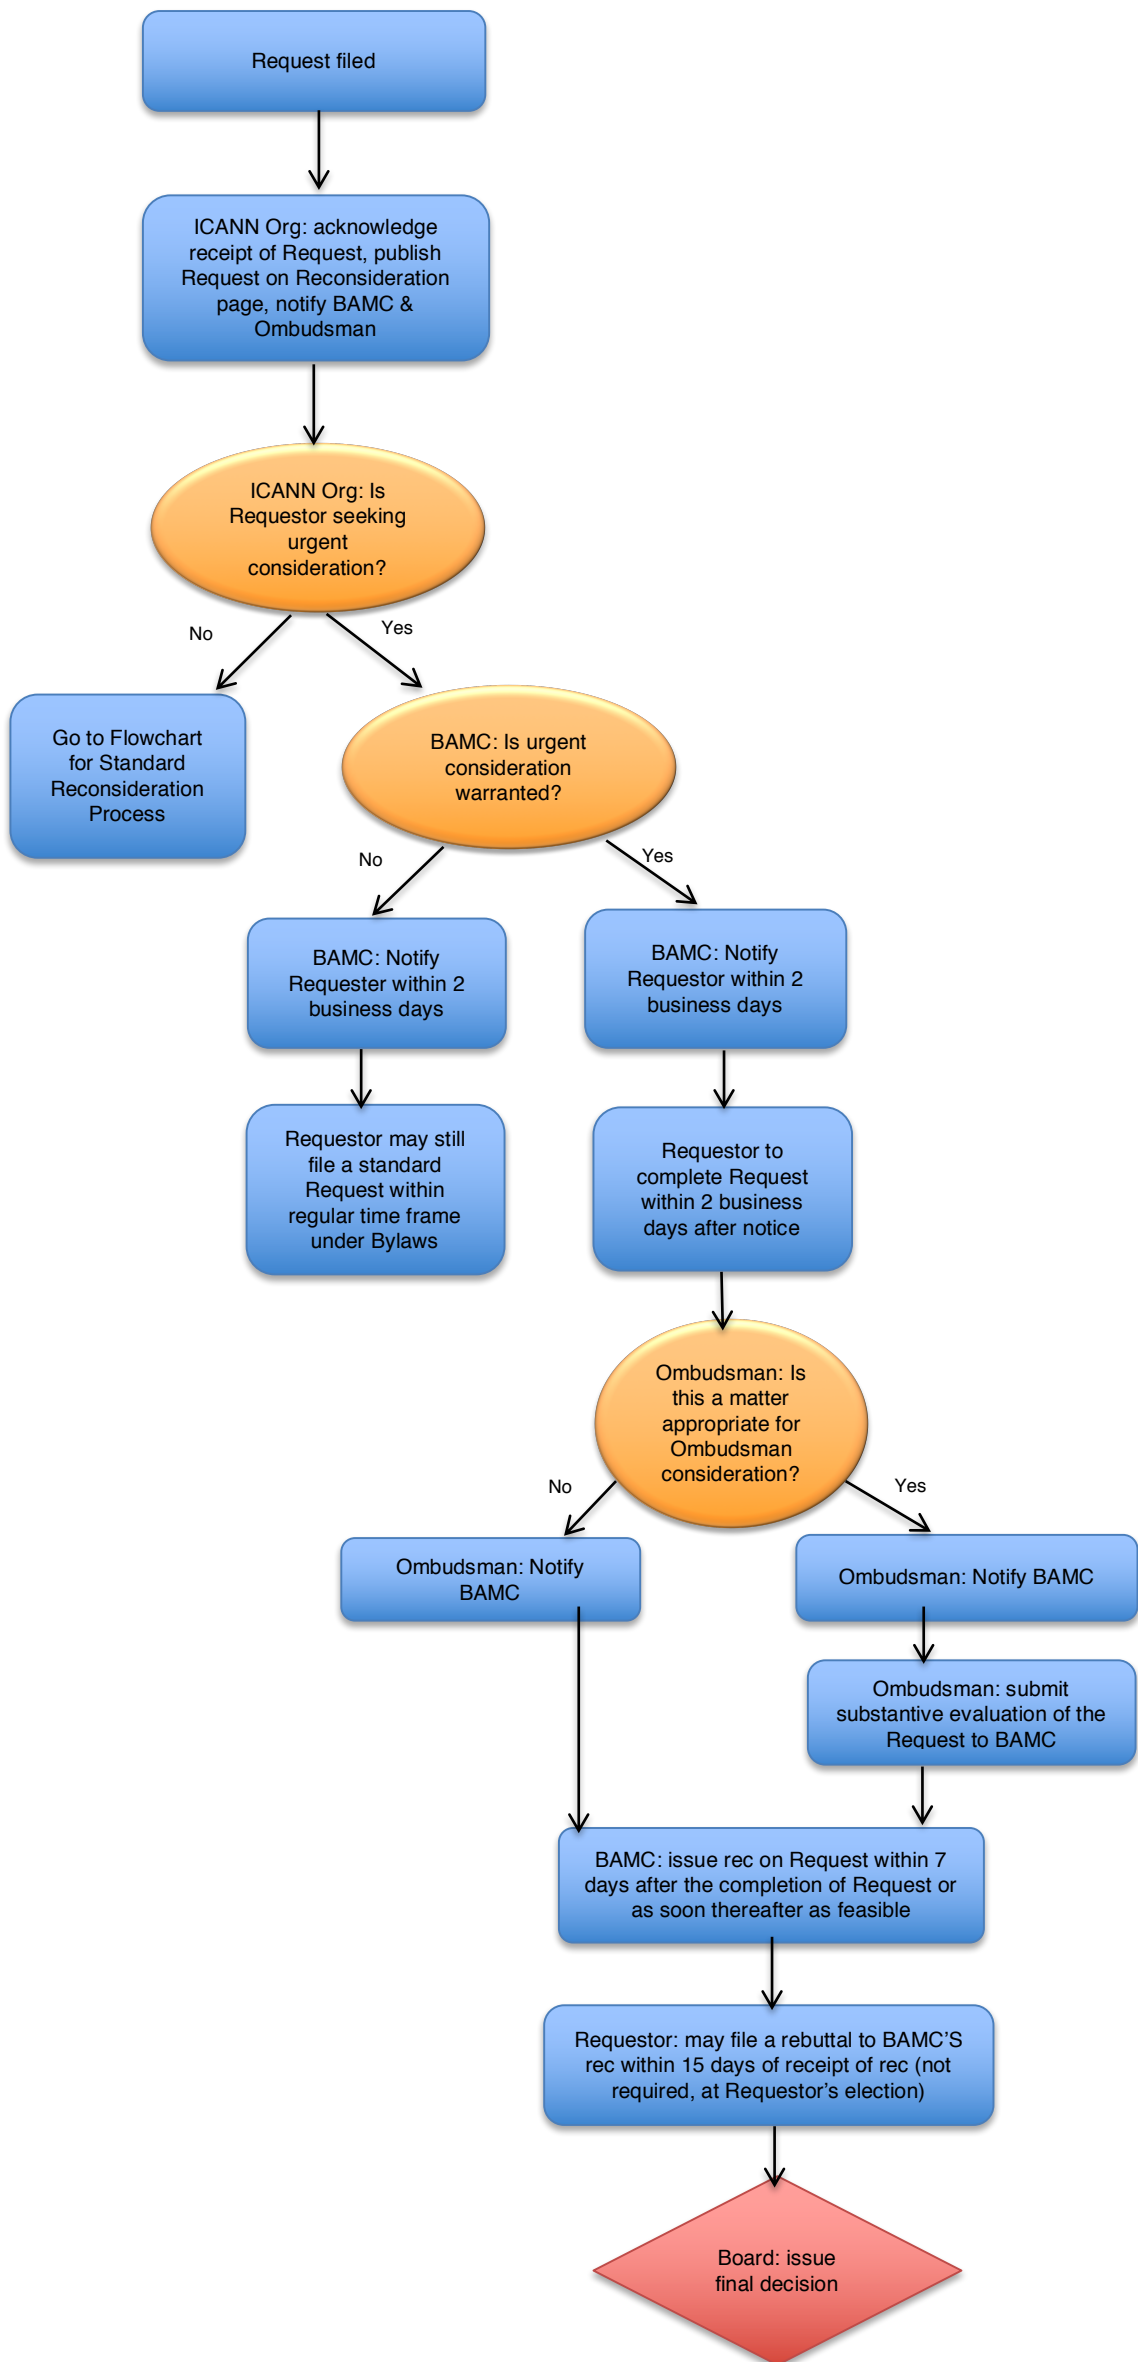 Request filed
ICANN Org: acknowledge
receipt of Request, publish
Request on Reconsideration
page, notify BAMC &
Ombudsman
ICANN Org: Is
Requestor seeking
urgent
consideration?
No
Yes
Go to Flowchart
for Standard
Reconsideration
Process
BAMC: Is urgent
consideration
warranted?
No
Yes
BAMC: Notify
Requester within 2
business days
BAMC: Notify
Requestor within 2
business days
Requestor may still
file a standard
Request within
regular time frame
under Bylaws
Requestor to
complete Request
within 2 business
days after notice
Ombudsman: Is
this a matter
appropriate for
Ombudsman
consideration?
No
Yes
Ombudsman: Notify
BAMC
Ombudsman: Notify BAMC
Ombudsman: submit
substantive evaluation of the
Request to BAMC
BAMC: issue rec on Request within 7
days after the completion of Request or
as soon thereafter as feasible
Requestor: may file a rebuttal to BAMC’S
rec within 15 days of receipt of rec (not
required, at Requestor’s election)
Board: issue
final decision